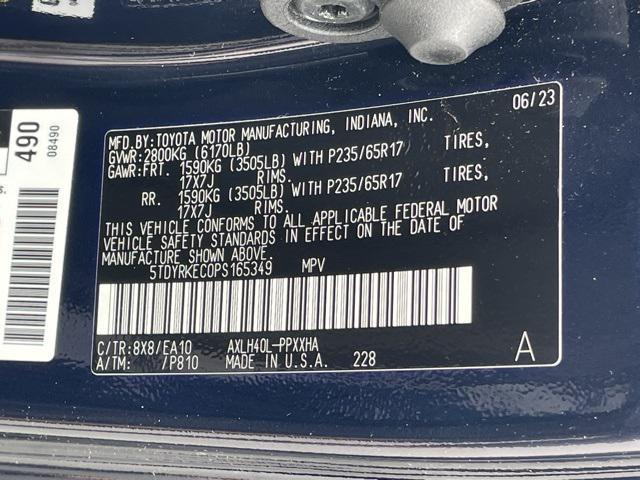 MFD.BY:TOYOTA MOTOR MANUFACTURING, INDIANA, INC. 06/23
GVWR:2800KG (6170LB)
GAWR:FRT. 1590KG (3505LB) WITH P235/65R17 TIRES,
17X7J RIMS.
RR. 1590KG (3505LB) WITH P235/65R17 TIRES,
17X7J RIMS.
THIS VEHICLE CONFORMS TO ALL APPLICABLE FEDERAL MOTOR
VEHICLE SAFETY STANDARDS IN EFFECT ON THE DATE OF
MANUFACTURE SHOWN ABOVE.
5TDYRKEC0PS165349 MPV
C/TR:8X8/EA10 AXLH40L-PPXXHA
A/TM: /P810 MADE IN U.S.A. 228 A
490
08490